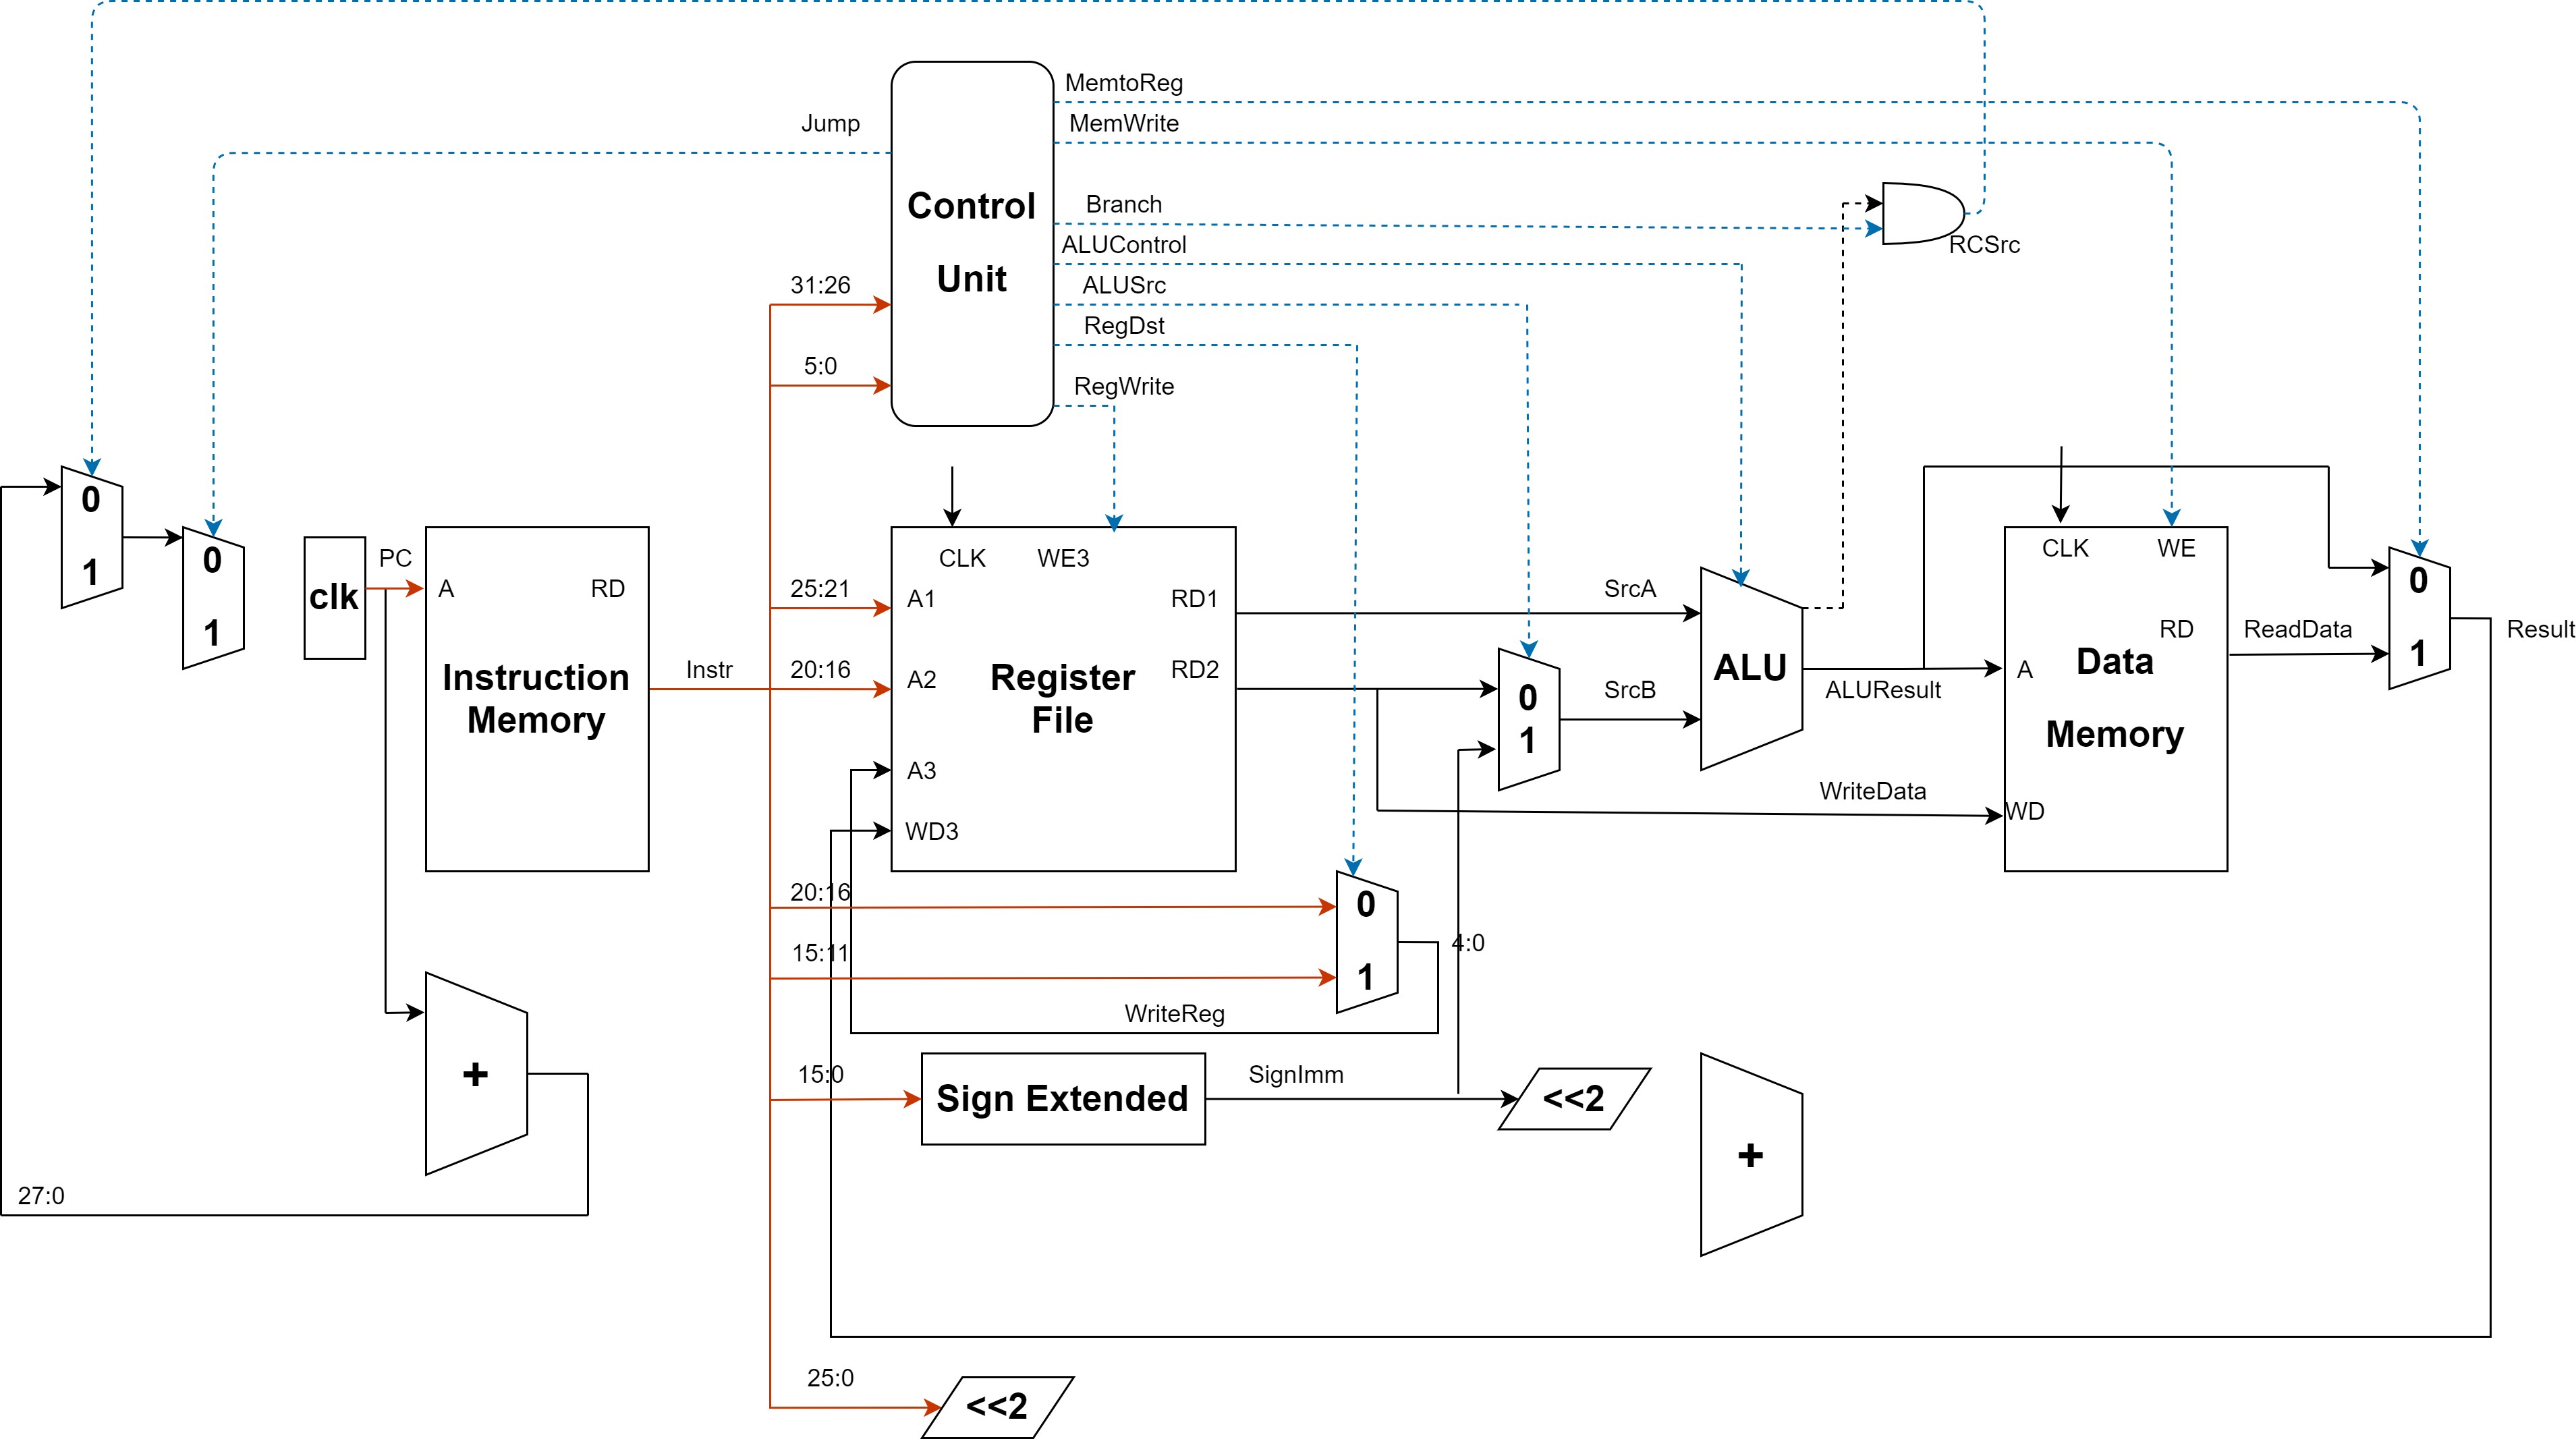 MemtoReg
Jump
MemWrite
Control
Unit
Branch
ALUControl
RCSrc
31:26
ALUSrc
RegDst
5:0
RegWrite
0
1
0
1
clk
PC
A
RD
Instruction
Memory
Instr
25:21
20:16
CLK
WE3
A1
RD1
A2
RD2
Register
File
A3
WD3
SrcA
0
1
SrcB
ALU
ALUResult
CLK
WE
RD
A
Data
Memory
WD
WriteData
ReadData
0
1
Result
20:16
15:11
0
1
4:0
WriteReg
+
27:0
15:0
Sign Extended
SignImm
<<2
+
25:0
<<2